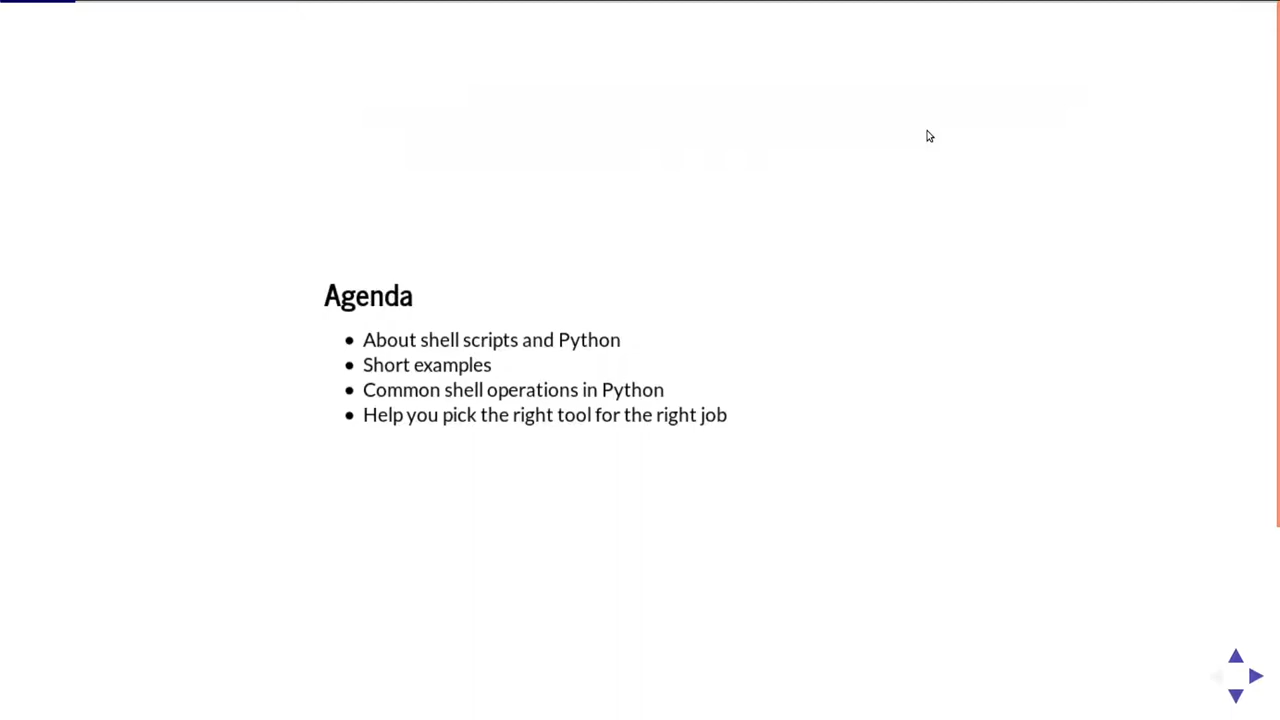 Agenda
• About shell scripts and Python
• Short examples
• Common shell operations in Python
• Help you pick the right tool for the right job